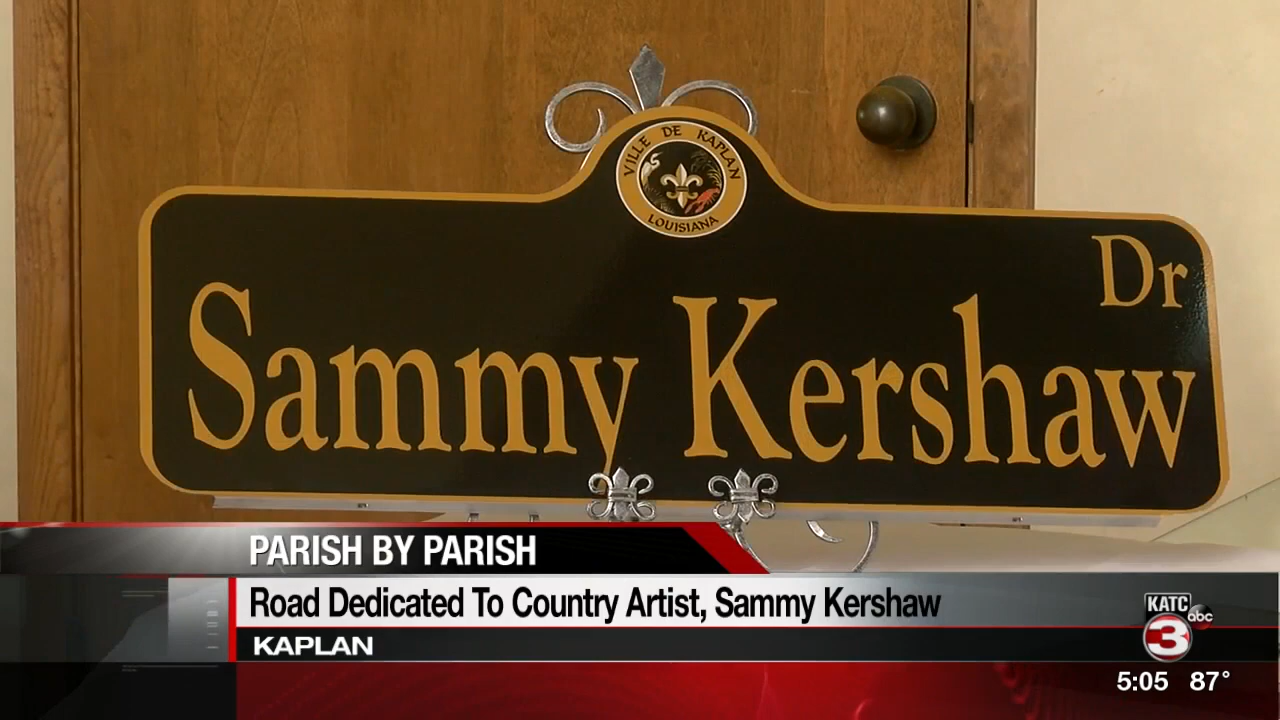 VILLE DE KAPLAN
LOUISIANA
Dr
Sammy Kershaw
PARISH BY PARISH
Road Dedicated To Country Artist, Sammy Kershaw
KAPLAN
KATC
abc
3
5:05 87°